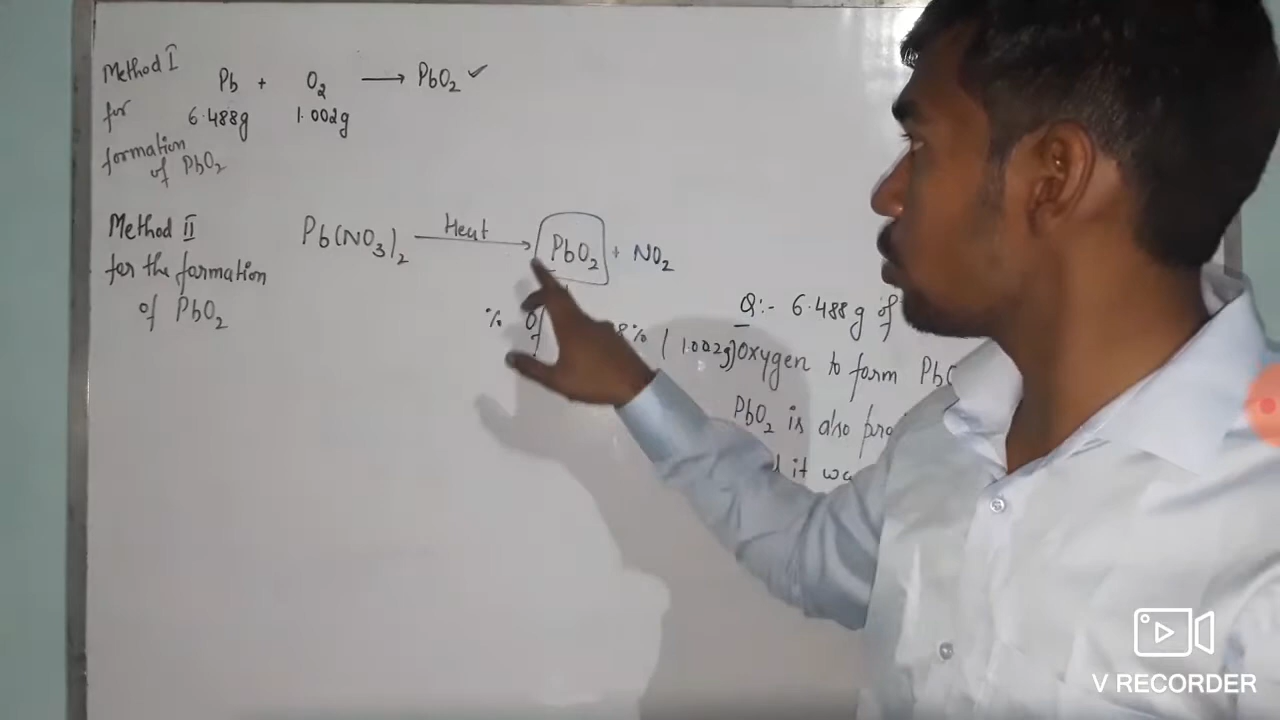 Method I
Pb + O₂ → PbO₂ ✓
for 6.488g 1.002g
formation
of PbO₂
Method II Pb(NO₃)₂ Heat → PbO₂ + NO₂
for the formation
of PbO₂
% of 8%
Q:- 6.488 g of
(1.002g) Oxygen to form
PbO₂ is also
it
V RECORDER